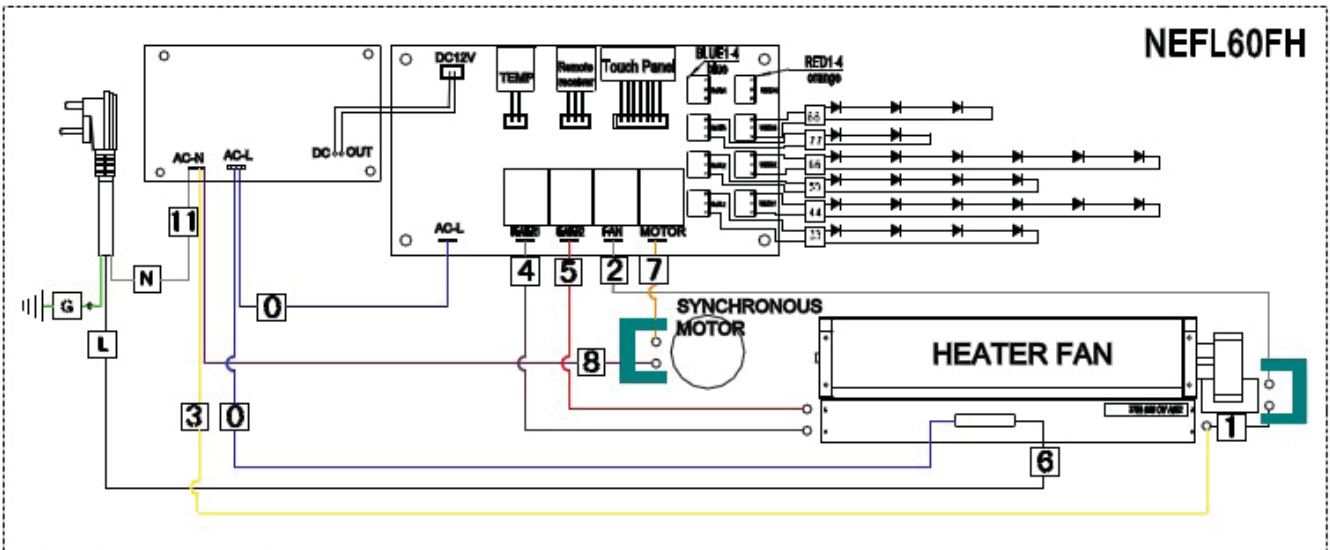 NEFL60FH
DC12V
TEMP
Remote
receiver
Touch Panel
BLUE1-4
blue
RED1-4
orange
AC-N
AC-L
DC
OUT
AC-L
FAN
MOTOR
11
N
G
L
0
4
5
2
7
SYNCHRONOUS
MOTOR
8
HEATER FAN
3
0
1
6
66
77
44
33